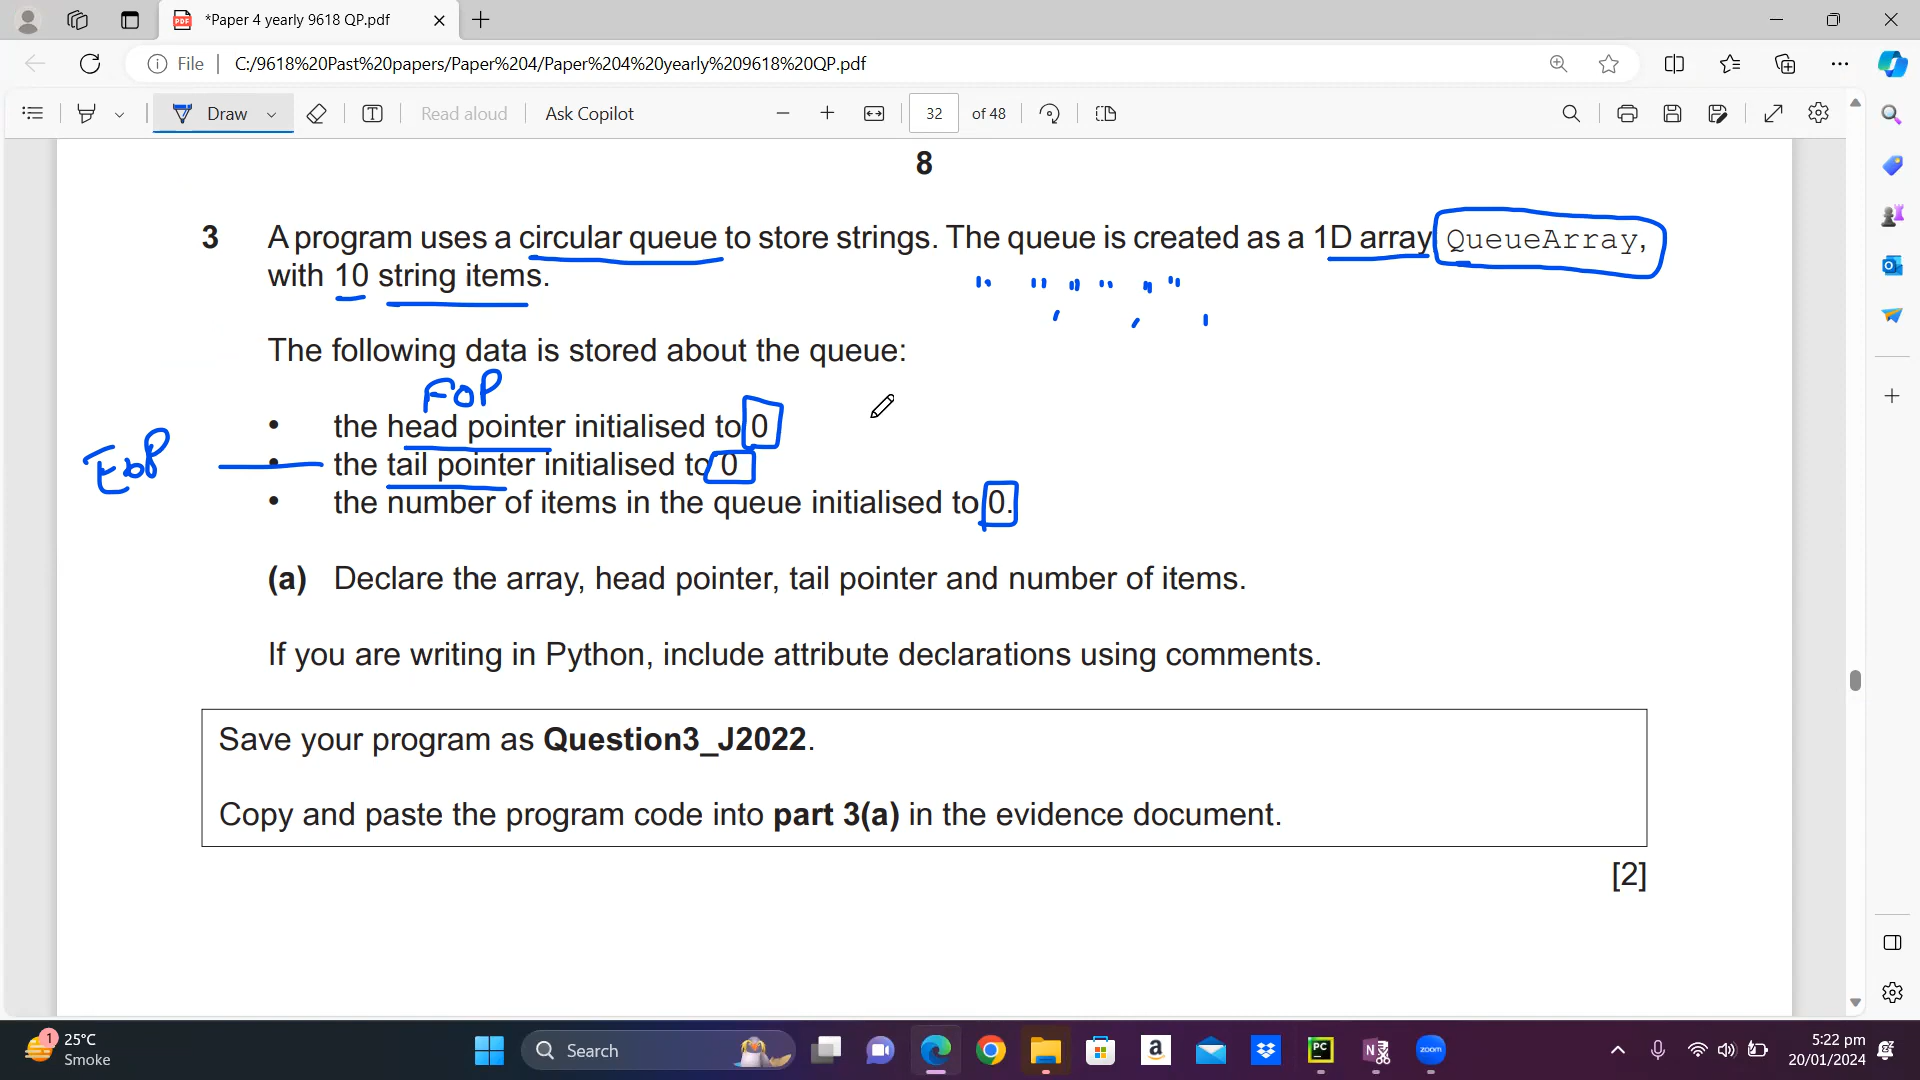 *Paper 4 yearly 9618 QP.pdf
File
C:/9618%20Past%20papers/Paper%204/Paper%204%20yearly%209618%20QP.pdf
Draw
Read aloud
Ask Copilot
32
of 48
8
3 A program uses a circular queue to store strings. The queue is created as a 1D array QueueArray,
with 10 string items.
" " " " " "
, , ,
The following data is stored about the queue:
FOP
• the head pointer initialised to 0
EOP
• the tail pointer initialised to 0
• the number of items in the queue initialised to 0.
(a) Declare the array, head pointer, tail pointer and number of items.
If you are writing in Python, include attribute declarations using comments.
Save your program as Question3_J2022.
Copy and paste the program code into part 3(a) in the evidence document.
[2]
1
25°C
Smoke
Search
PC
N
zoom
5:22 pm
20/01/2024